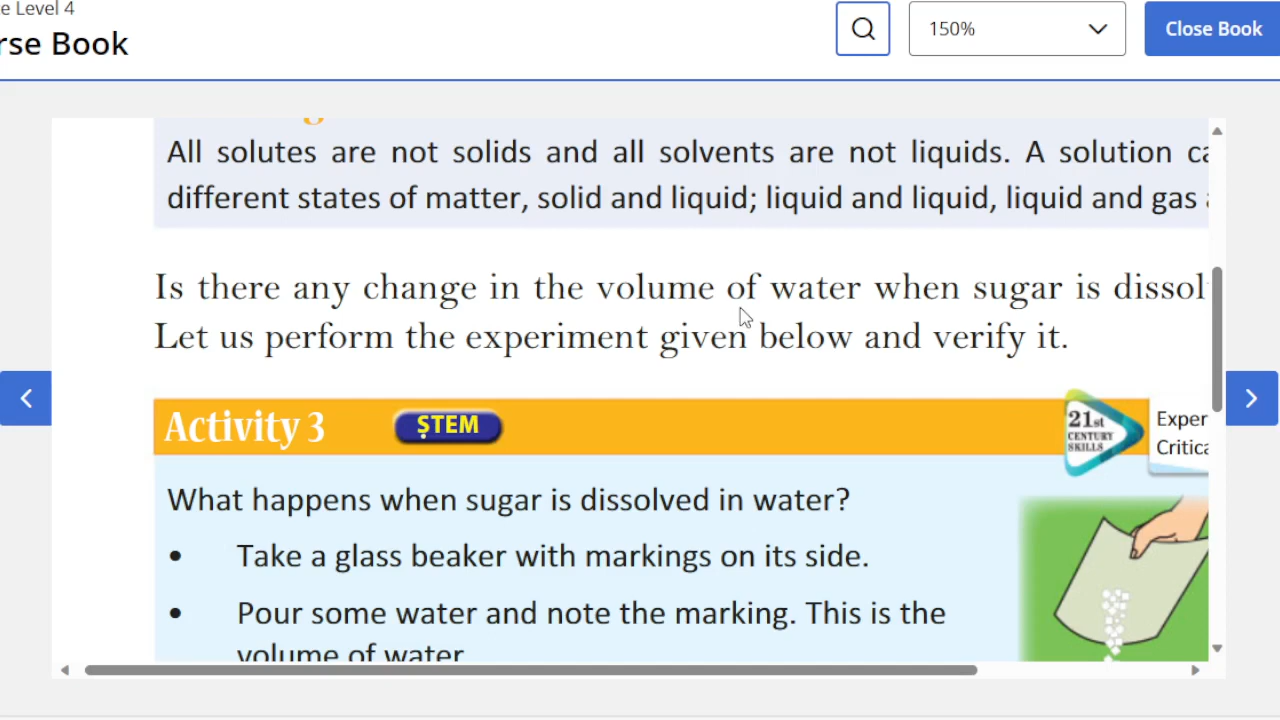 e Level 4
rse Book
150%
Close Book
All solutes are not solids and all solvents are not liquids. A solution
different states of matter, solid and liquid; liquid and liquid, liquid and gas
Is there any change in the volume of water when sugar is dissol
Let us perform the experiment given below and verify it.
Activity 3
STEM
21st
CENTURY
SKILLS
Exper
Critica
What happens when sugar is dissolved in water?
• Take a glass beaker with markings on its side.
• Pour some water and note the marking. This is the
volume of water